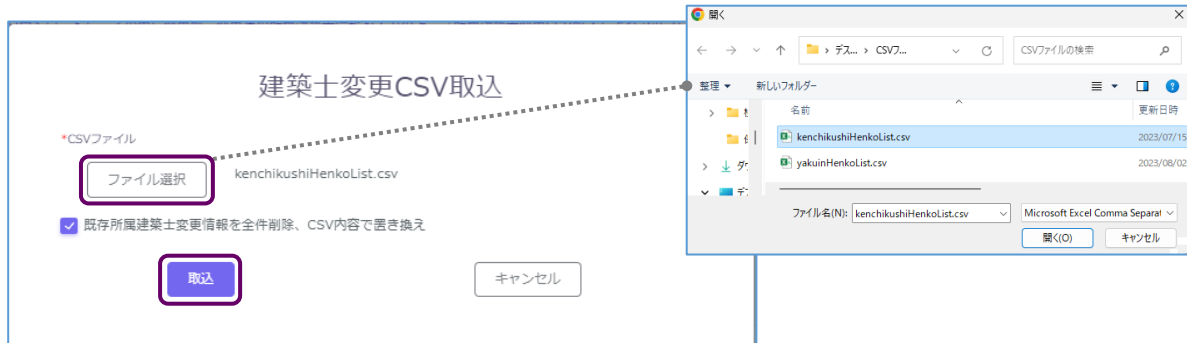 建築士変更CSV取込
*CSVファイル
ファイル選択
kenchikushiHenkoList.csv
既存所属建築士変更情報を全件削除、CSV内容で置き換え
取込
キャンセル
開く
デス... › CSVフ...
CSVファイルの検索
整理
新しいフォルダー
名前
更新日時
kenchikushiHenkoList.csv
2023/07/15
yakuinHenkoList.csv
2023/08/02
ダウ
ファイル名(N):
kenchikushiHenkoList.csv
Microsoft Excel Comma Separat
開く(O)
キャンセル